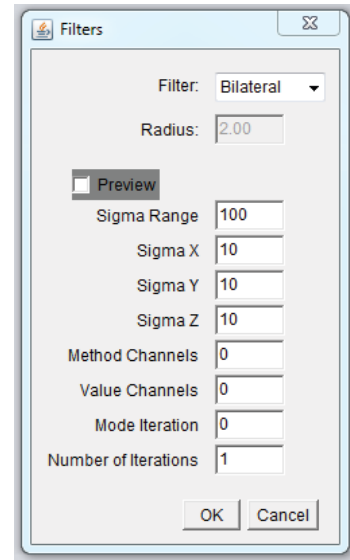 Filters
Filter: Bilateral
Radius: 2.00
Preview
Sigma Range 100
Sigma X 10
Sigma Y 10
Sigma Z 10
Method Channels 0
Value Channels 0
Mode Iteration 0
Number of Iterations 1
OK Cancel